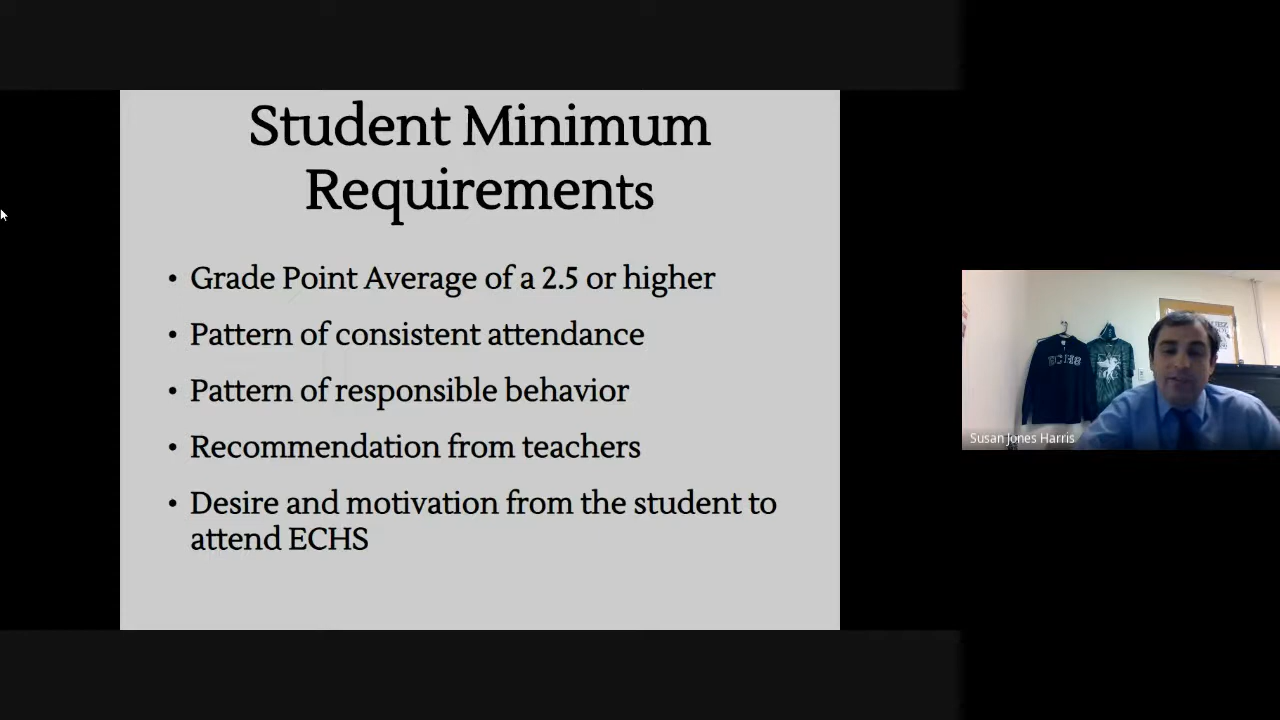 Student Minimum
Requirements
• Grade Point Average of a 2.5 or higher
• Pattern of consistent attendance
• Pattern of responsible behavior
• Recommendation from teachers
• Desire and motivation from the student to
attend ECHS
ECHS
Susan Jones Harris